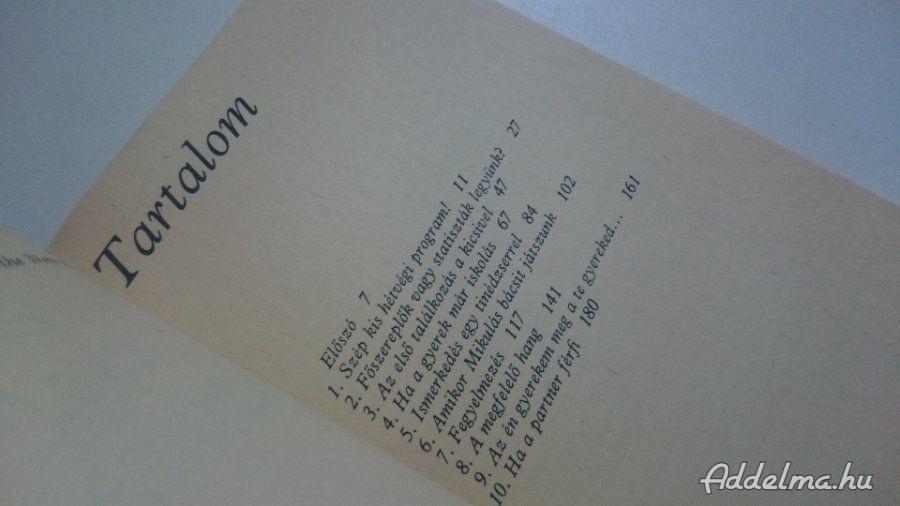 Tartalom
Előszó 7
1. Szép kis hétvégi program! 11
2. Főszereplők vagy statiszták legyünk? 27
3. Az első találkozás a kicsivel 47
4. Ha a gyerek már iskolás 67
5. Ismerkedés egy tinédzserrel 84
6. Amikor Mikulás bácsit játszunk 102
7. Fegyelmezés 117
8. A megfelelő hang 141
9. Az én gyerekem meg a te gyereked... 161
10. Ha a partner férfi 180
the
Addelma.hu